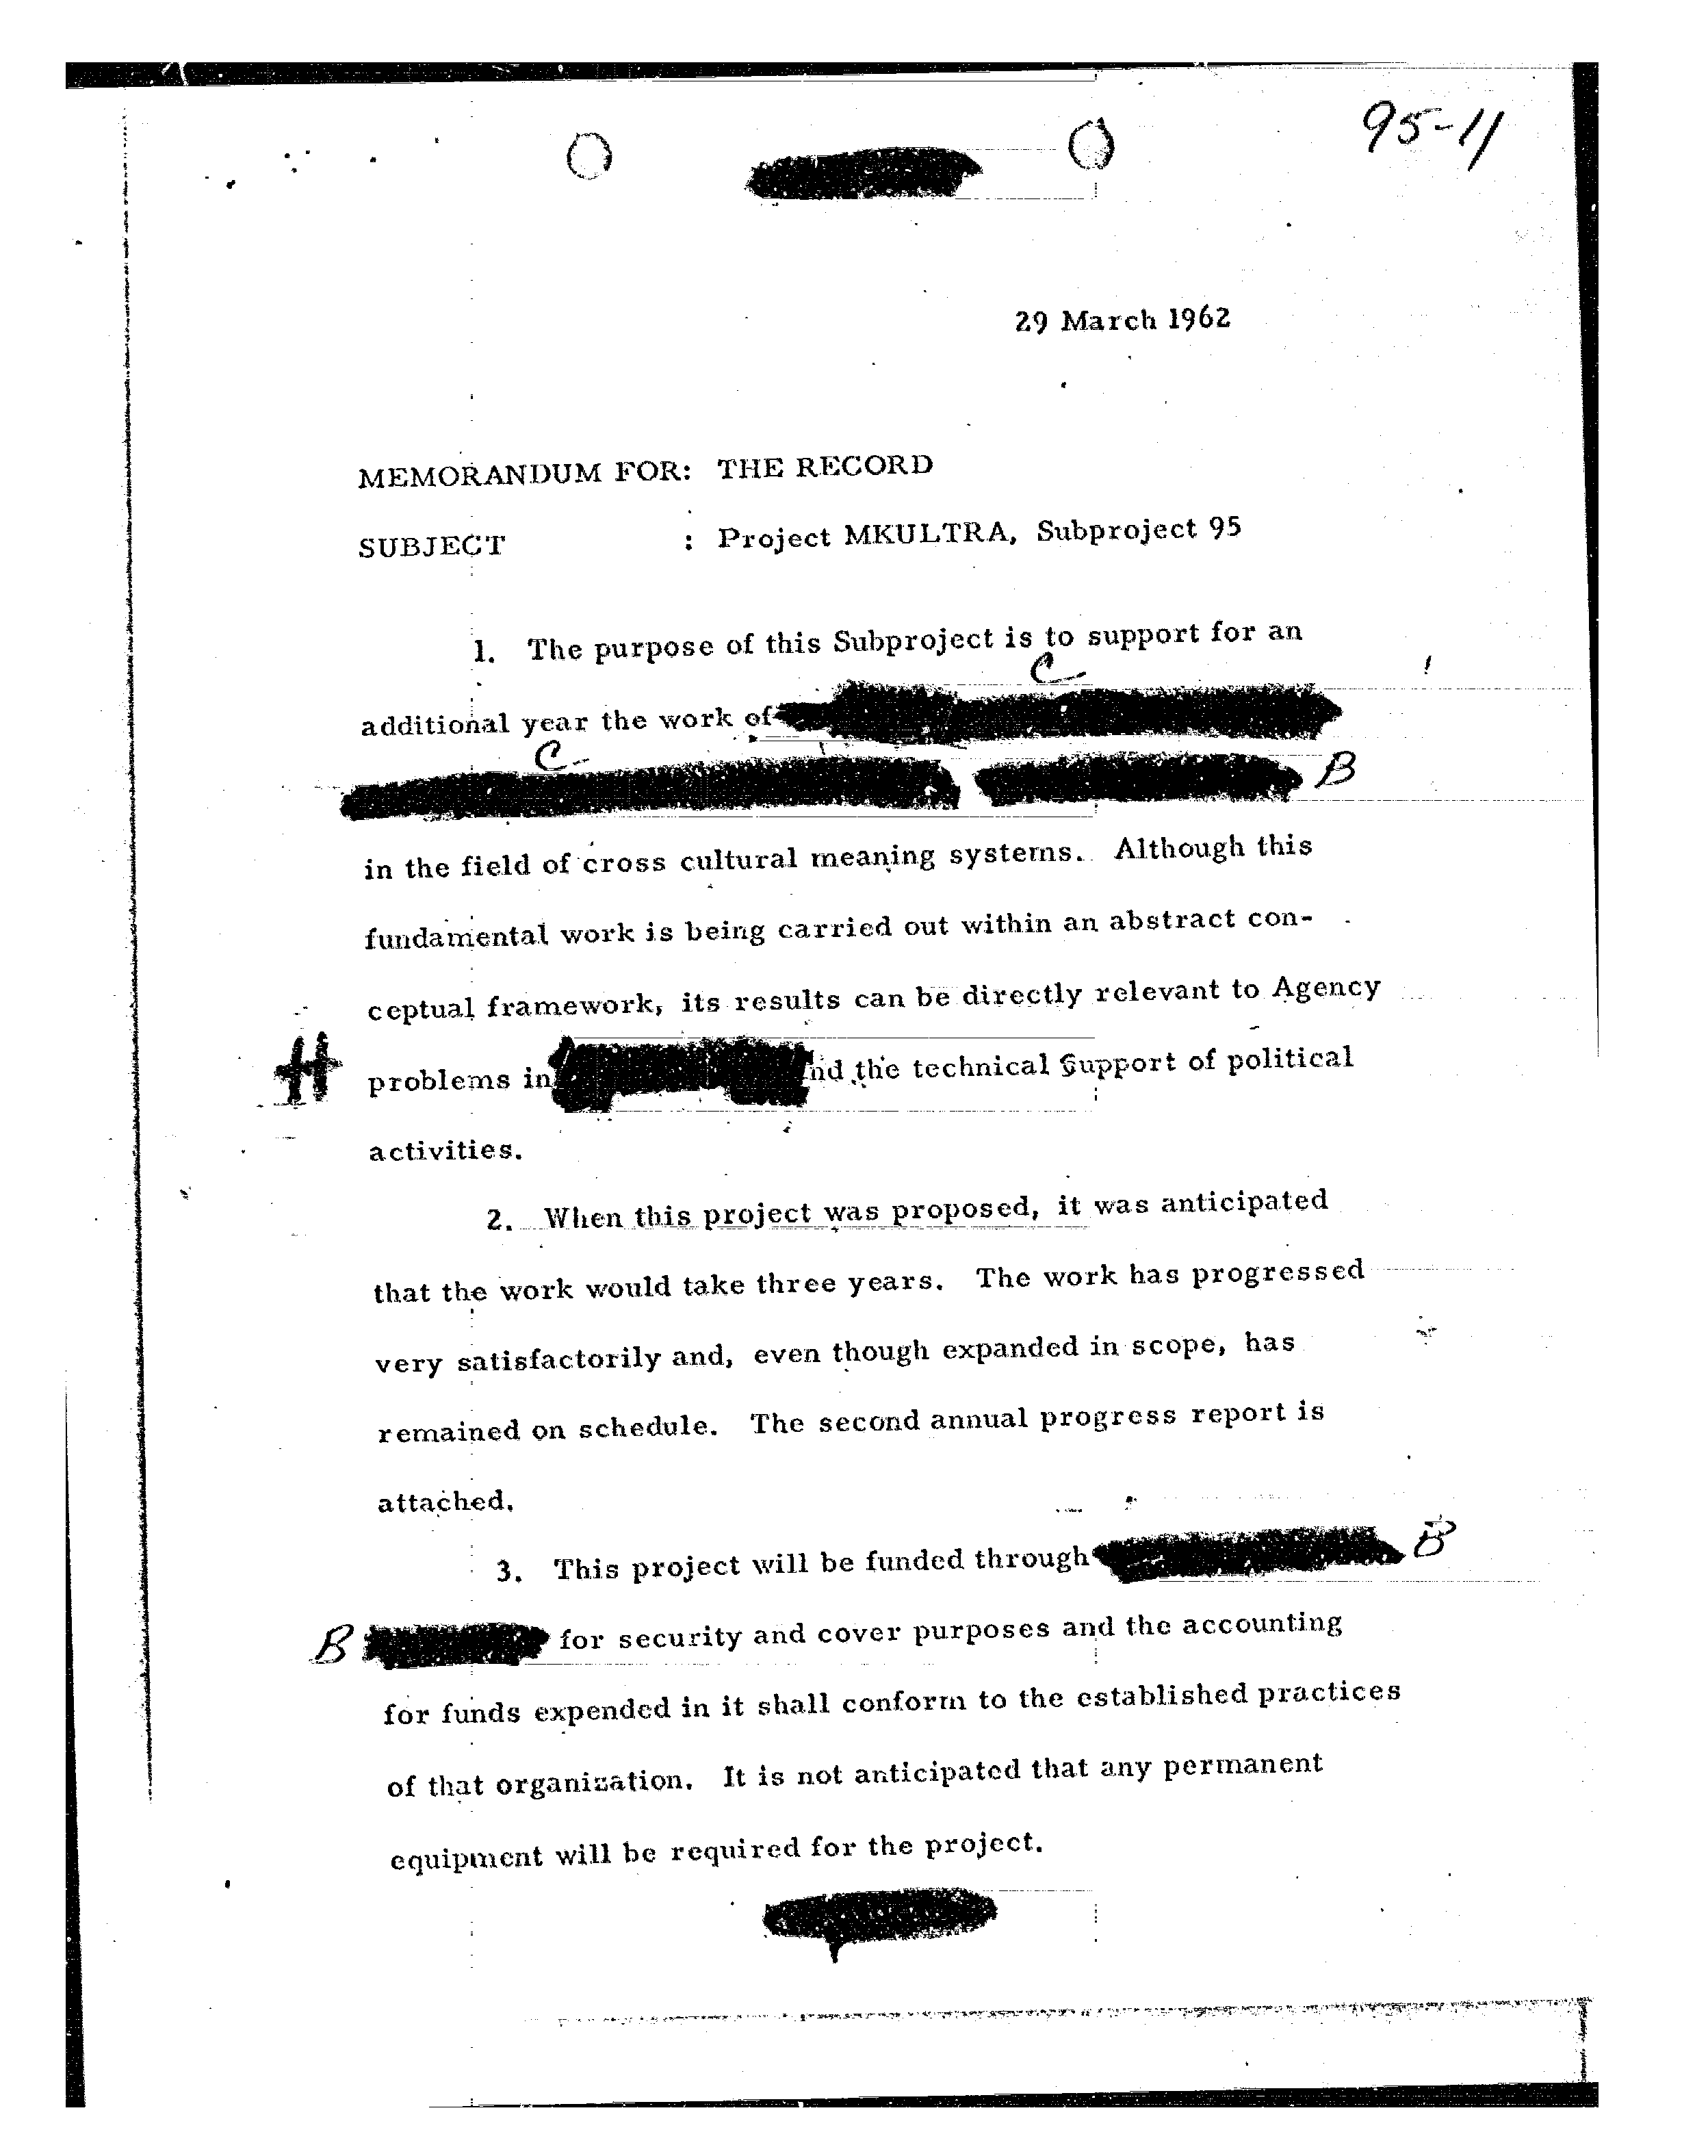 95-11
29 March 1962
MEMORANDUM FOR: THE RECORD
SUBJECT : Project MKULTRA, Subproject 95
1. The purpose of this Subproject is to support for an
C
additional year the work of
C
B
in the field of cross cultural meaning systems. Although this
fundamental work is being carried out within an abstract con-
ceptual framework, its results can be directly relevant to Agency
H problems in nd the technical support of political
activities.
2. When this project was proposed, it was anticipated
that the work would take three years. The work has progressed
very satisfactorily and, even though expanded in scope, has
remained on schedule. The second annual progress report is
attached.
3. This project will be funded through B
B for security and cover purposes and the accounting
for funds expended in it shall conform to the established practices
of that organization. It is not anticipated that any permanent
equipment will be required for the project.